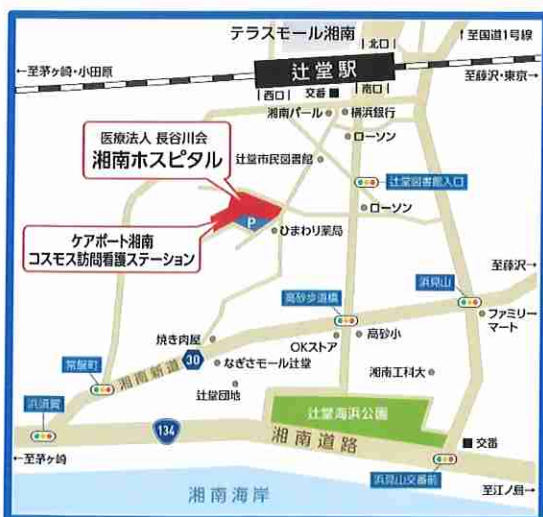 テラスモール湘南
↑至国道1号線
北口
←至茅ヶ崎・小田原
辻堂駅
至藤沢・東京→
西口
交番
南口
湘南パール
横浜銀行
ローソン
医療法人 長谷川会
湘南ホスピタル
辻堂市民図書館
辻堂図書館入口
P
ローソン
ひまわり薬局
ケアポート湘南
コスモス訪問看護ステーション
至藤沢→
高砂歩道橋
浜見山
ファミリー
マート
焼き肉屋
OKストア
高砂小
30
なぎさモール辻堂
湘南工科大
常盤町
湘南新道
辻堂団地
浜須賀
辻堂海浜公園
134
湘南道路
交番
←至茅ヶ崎
浜見山交番前
至江ノ島→
湘南海岸